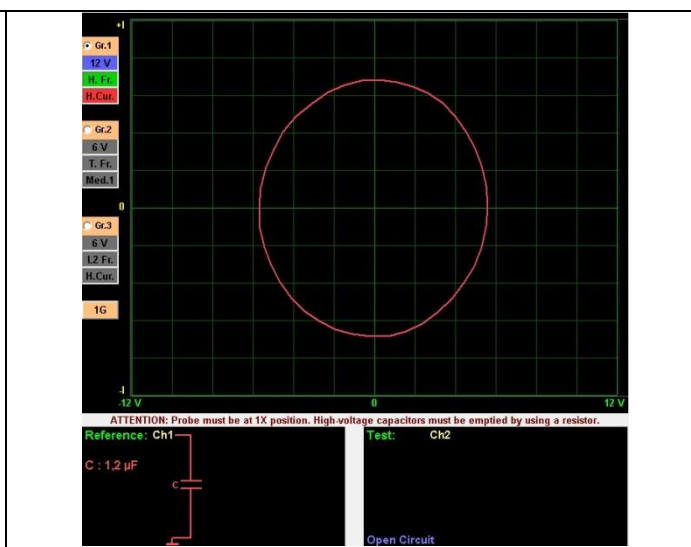 +I
Gr.1
12 V
H. Fr.
H.Cur.
Gr.2
6 V
T. Fr.
Med.1
0
Gr.3
6 V
L2 Fr.
H.Cur.
1G
-I
-12 V
0
12 V
ATTENTION: Probe must be at 1X position. High-voltage capacitors must be emptied by using a resistor.
Reference: Ch1
C : 1,2 µF
C
Test: Ch2
Open Circuit